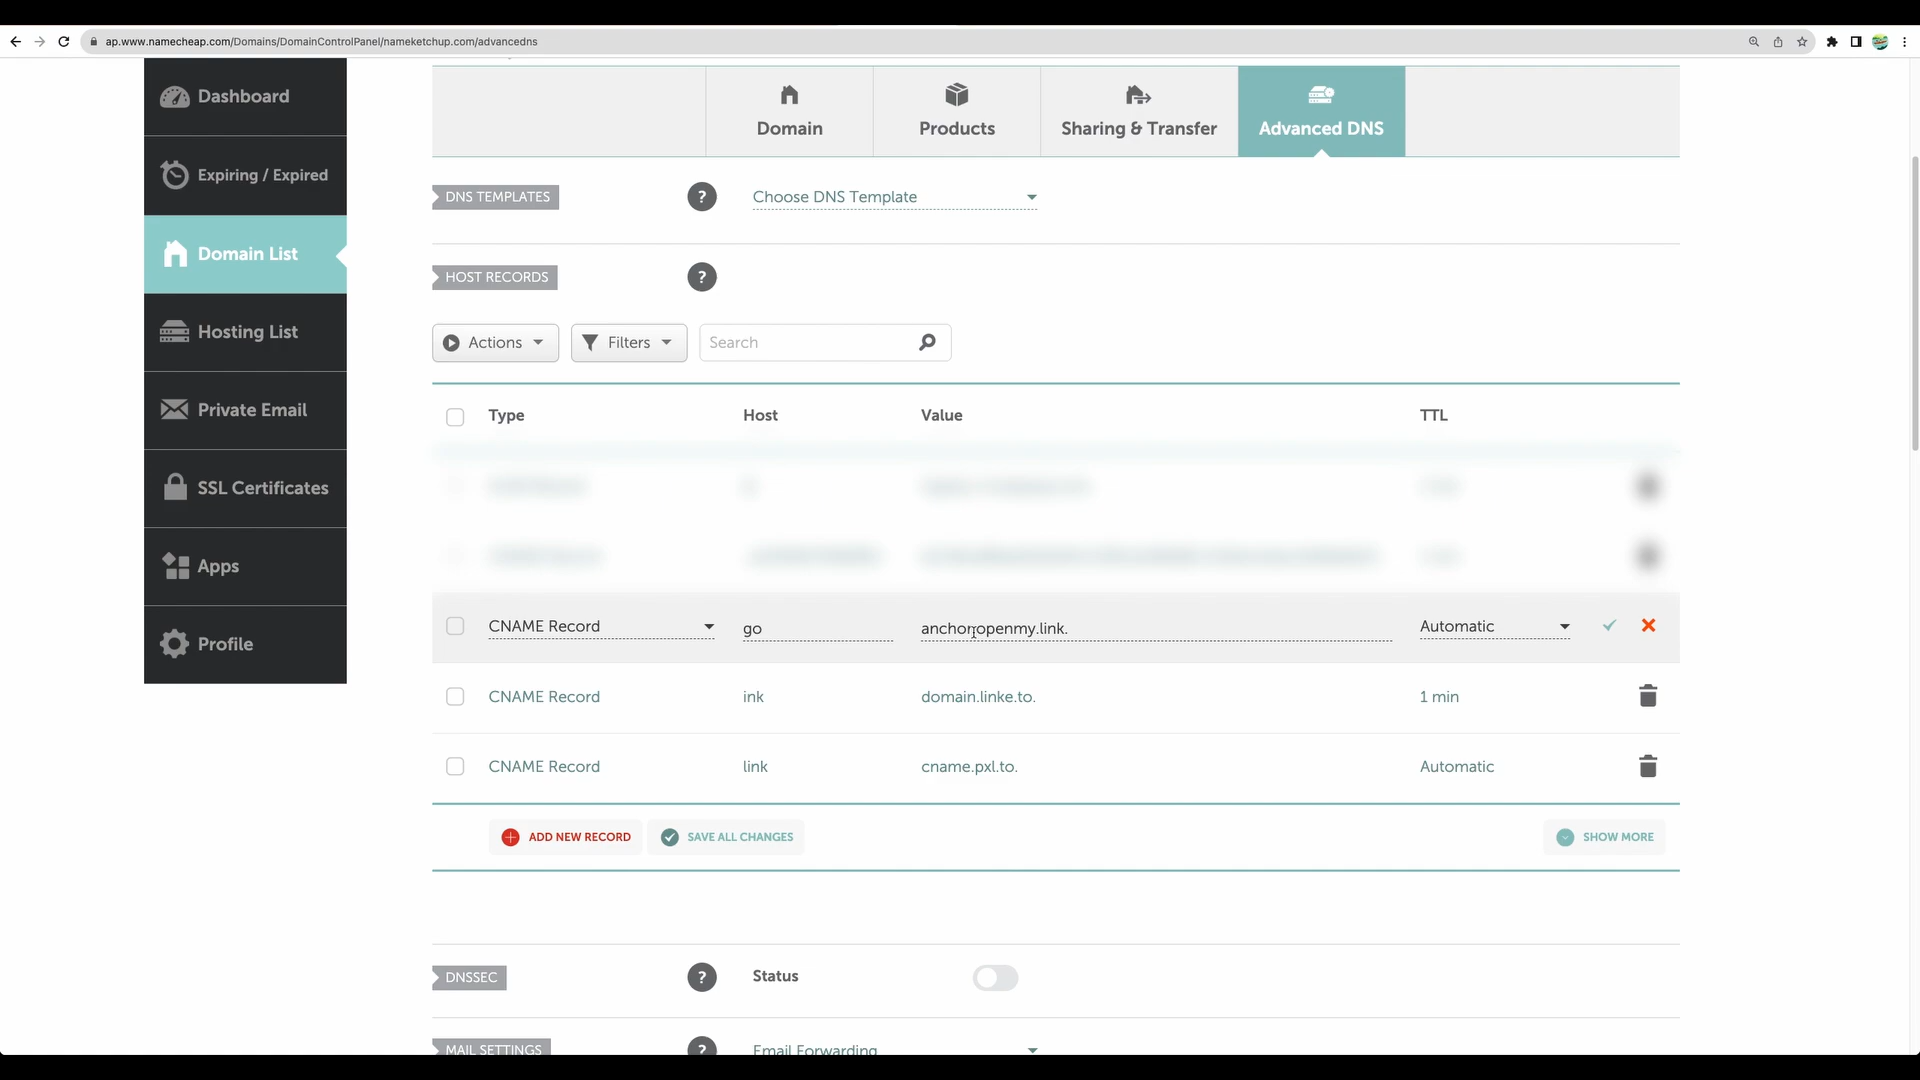 ap.www.namecheap.com/Domains/DomainControlPanel/nameketchup.com/advancedns
Dashboard
Expiring / Expired
Domain List
Hosting List
Private Email
SSL Certificates
Apps
Profile
Domain
Products
Sharing & Transfer
Advanced DNS
DNS TEMPLATES ? Choose DNS Template
HOST RECORDS ?
Actions Filters Search
Type Host Value TTL
CNAME Record go openmy.link. Automatic
CNAME Record ink domain.linke.to. 1 min
CNAME Record link cname.pxl.to. Automatic
ADD NEW RECORD SAVE ALL CHANGES SHOW MORE
DNSSEC ? Status
MAIL SETTINGS ? Email Forwarding